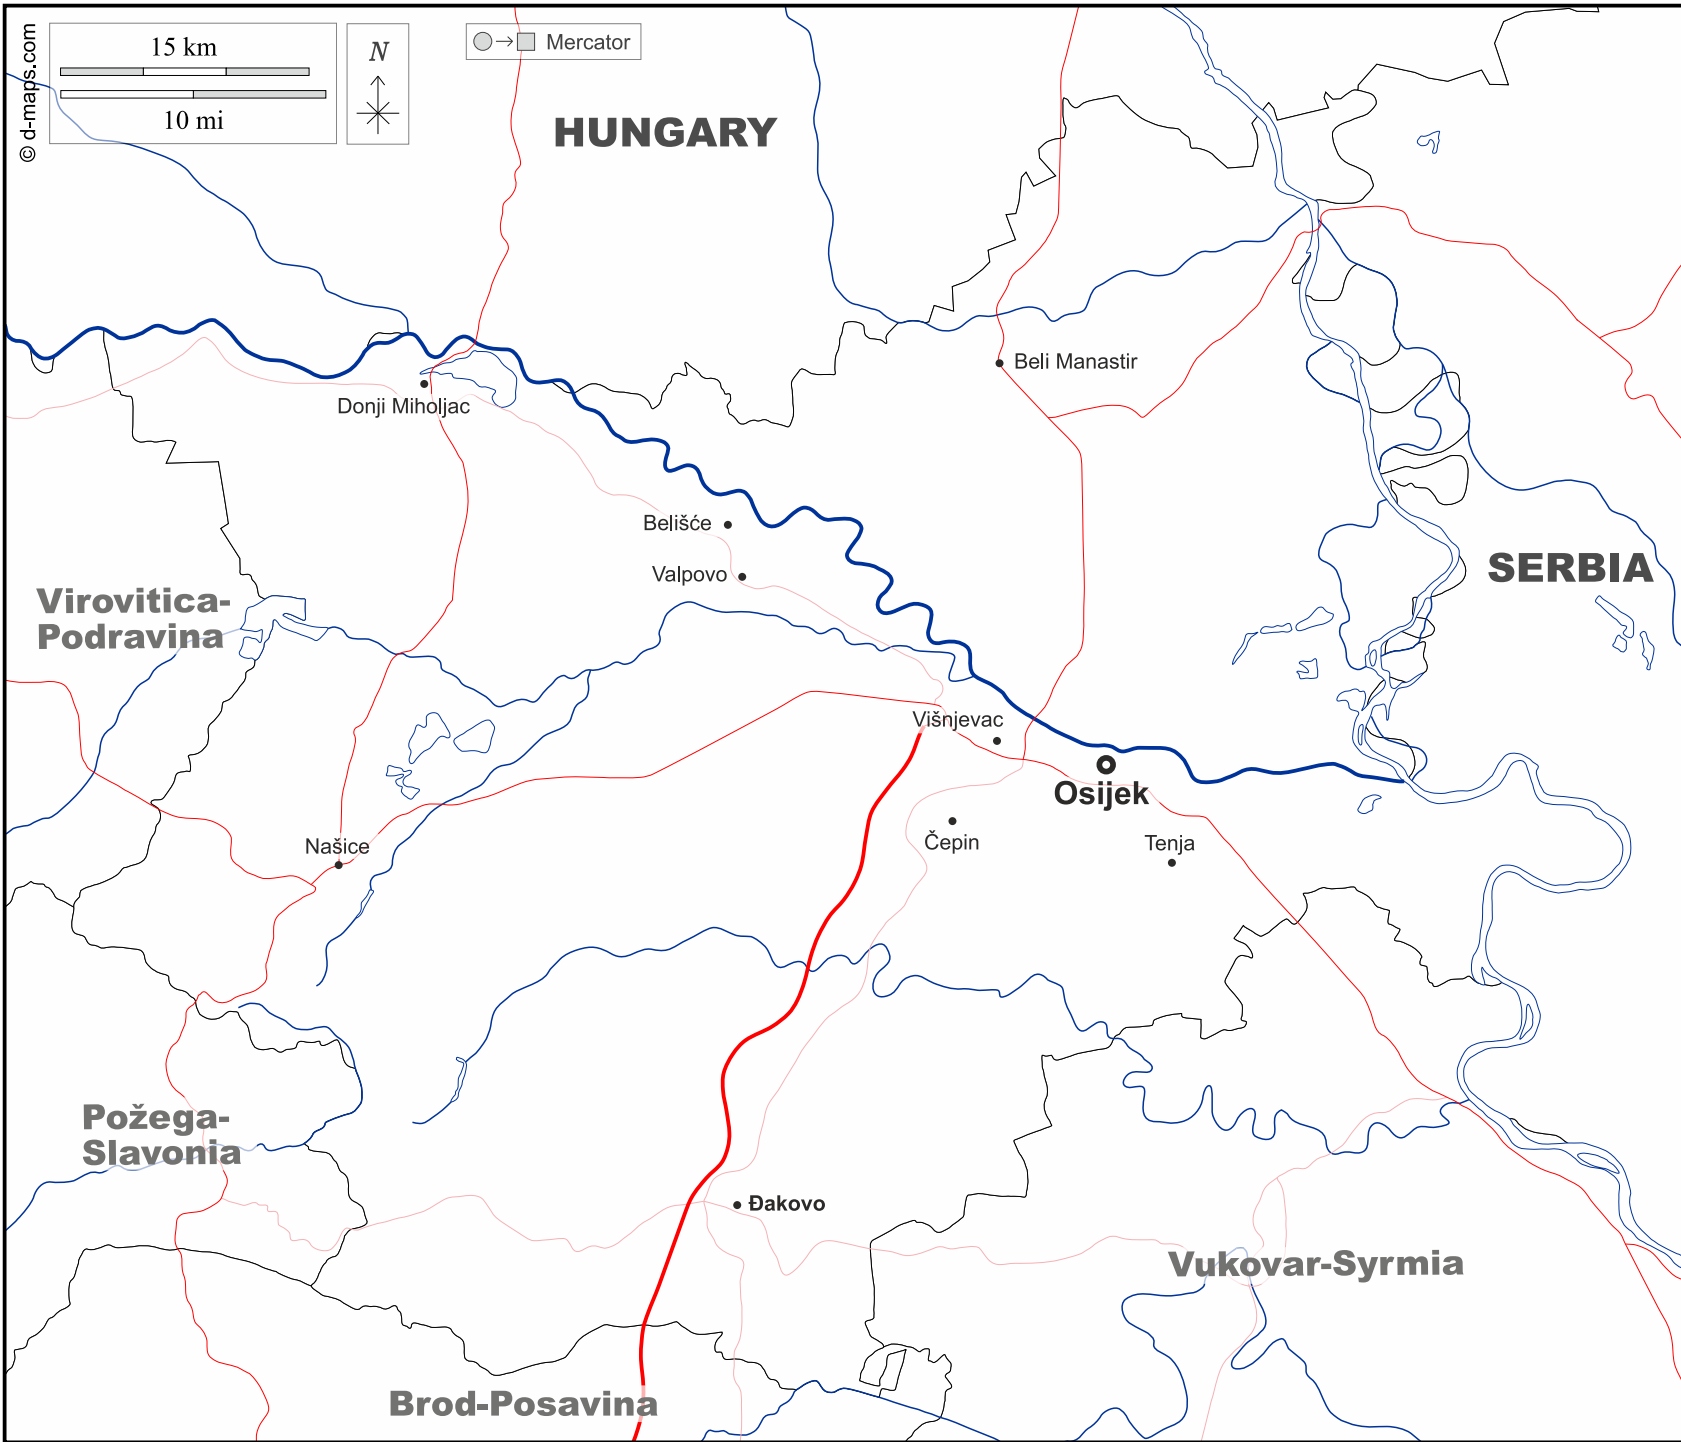 © d-maps.com
15 km
10 mi
N
Mercator
HUNGARY
Beli Manastir
Donji Miholjac
Belišće
SERBIA
Valpovo
Virovitica-
Podravina
Višnjevac
Osijek
Čepin
Tenja
Našice
Požega-
Slavonia
Đakovo
Vukovar-Syrmia
Brod-Posavina